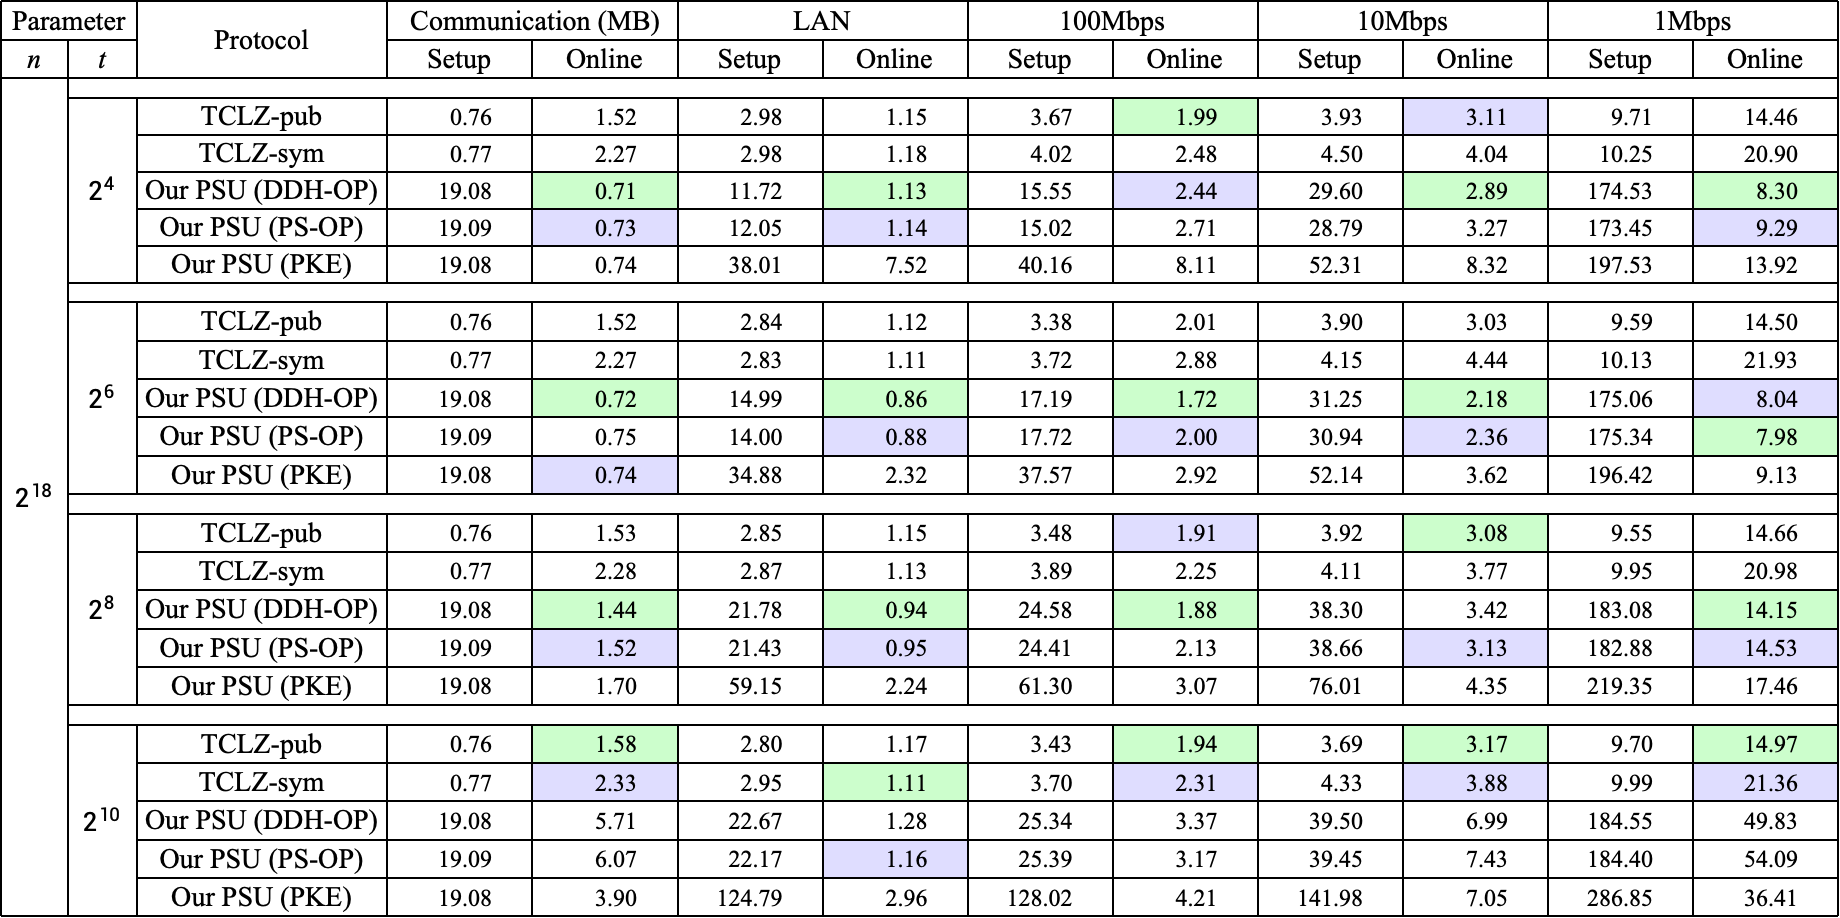 Parameter Protocol Communication (MB) LAN 100Mbps 10Mbps 1Mbps
n t Setup Online Setup Online Setup Online Setup Online Setup Online
2^18
2^4
TCLZ-pub 0.76 1.52 2.98 1.15 3.67 1.99 3.93 3.11 9.71 14.46
TCLZ-sym 0.77 2.27 2.98 1.18 4.02 2.48 4.50 4.04 10.25 20.90
Our PSU (DDH-OP) 19.08 0.71 11.72 1.13 15.55 2.44 29.60 2.89 174.53 8.30
Our PSU (PS-OP) 19.09 0.73 12.05 1.14 15.02 2.71 28.79 3.27 173.45 9.29
Our PSU (PKE) 19.08 0.74 38.01 7.52 40.16 8.11 52.31 8.32 197.53 13.92
2^6
TCLZ-pub 0.76 1.52 2.84 1.12 3.38 2.01 3.90 3.03 9.59 14.50
TCLZ-sym 0.77 2.27 2.83 1.11 3.72 2.88 4.15 4.44 10.13 21.93
Our PSU (DDH-OP) 19.08 0.72 14.99 0.86 17.19 1.72 31.25 2.18 175.06 8.04
Our PSU (PS-OP) 19.09 0.75 14.00 0.88 17.72 2.00 30.94 2.36 175.34 7.98
Our PSU (PKE) 19.08 0.74 34.88 2.32 37.57 2.92 52.14 3.62 196.42 9.13
2^8
TCLZ-pub 0.76 1.53 2.85 1.15 3.48 1.91 3.92 3.08 9.55 14.66
TCLZ-sym 0.77 2.28 2.87 1.13 3.89 2.25 4.11 3.77 9.95 20.98
Our PSU (DDH-OP) 19.08 1.44 21.78 0.94 24.58 1.88 38.30 3.42 183.08 14.15
Our PSU (PS-OP) 19.09 1.52 21.43 0.95 24.41 2.13 38.66 3.13 182.88 14.53
Our PSU (PKE) 19.08 1.70 59.15 2.24 61.30 3.07 76.01 4.35 219.35 17.46
2^10
TCLZ-pub 0.76 1.58 2.80 1.17 3.43 1.94 3.69 3.17 9.70 14.97
TCLZ-sym 0.77 2.33 2.95 1.11 3.70 2.31 4.33 3.88 9.99 21.36
Our PSU (DDH-OP) 19.08 5.71 22.67 1.28 25.34 3.37 39.50 6.99 184.55 49.83
Our PSU (PS-OP) 19.09 6.07 22.17 1.16 25.39 3.17 39.45 7.43 184.40 54.09
Our PSU (PKE) 19.08 3.90 124.79 2.96 128.02 4.21 141.98 7.05 286.85 36.41